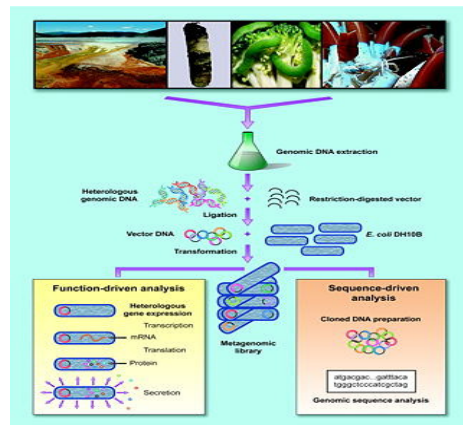 Genomic DNA extraction
Heterologous
genomic DNA
Restriction-digested vector
Ligation
Vector DNA
E. coli DH10B
Transformation
Function-driven analysis
Heterologous
gene expression
Transcription
mRNA
Translation
Protein
Secretion
Metagenomic
library
Sequence-driven
analysis
Cloned DNA preparation
atgacgac...gatttaca
tgggctcccatcgctag
Genomic sequence analysis